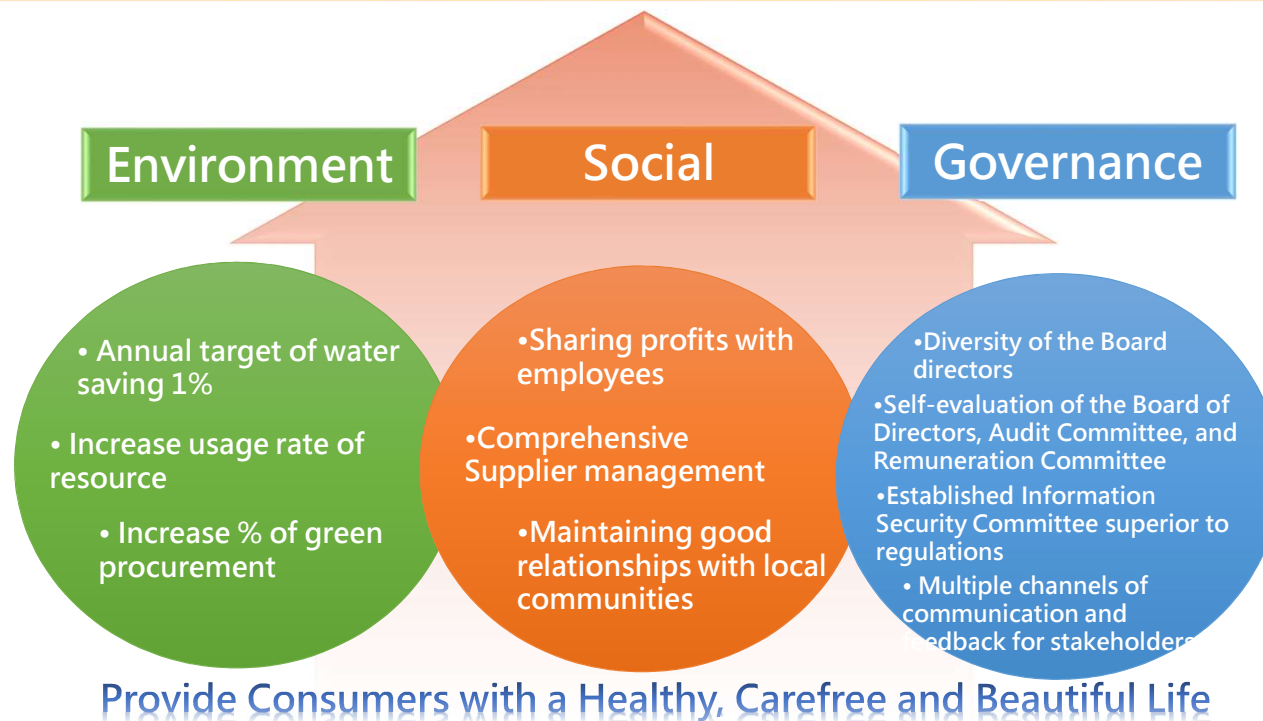 Environment
Social
Governance
• Annual target of water
saving 1%
• Increase usage rate of
resource
• Increase % of green
procurement
•Sharing profits with
employees
•Comprehensive
Supplier management
•Maintaining good
relationships with local
communities
•Diversity of the Board
directors
•Self-evaluation of the Board of
Directors, Audit Committee, and
Remuneration Committee
•Established Information
Security Committee superior to
regulations
• Multiple channels of
communication and
feedback for stakeholders
Provide Consumers with a Healthy, Carefree and Beautiful Life